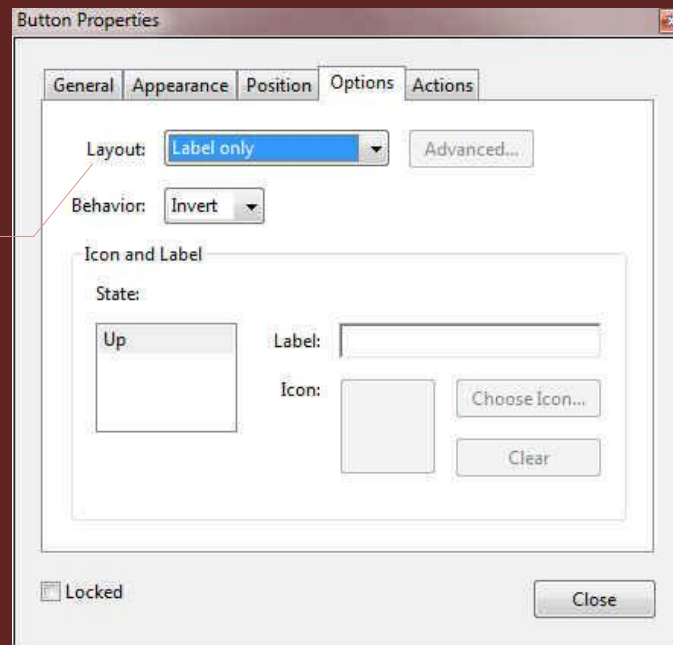 Button Properties
General Appearance Position Options Actions
Layout: Label only Advanced...
Behavior: Invert
Icon and Label
State:
Up
Label:
Icon:
Choose Icon...
Clear
Locked
Close